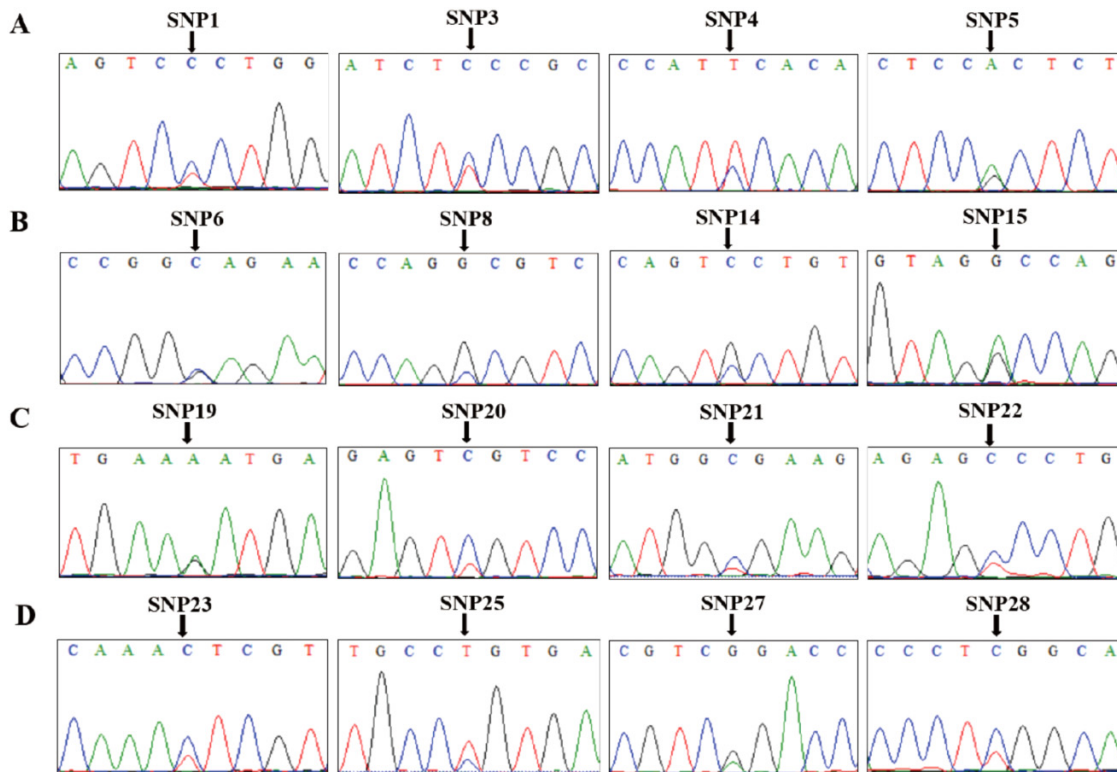 A
SNP1 SNP3 SNP4 SNP5
A G T C C C T G G A T C T C C C G C C C A T T C A C A C T C C A C T C T
B
SNP6 SNP8 SNP14 SNP15
C C G G C A G A A C C A G G C G T C C A G T C C T G T G T A G G C C A G
C
SNP19 SNP20 SNP21 SNP22
T G A A A A T G A G A G T C G T C C A T G G C G A A G A G A G C C C T G
D
SNP23 SNP25 SNP27 SNP28
C A A A C T C G T T G C C T G T G A C G T C G G A C C C C C T C G G C A